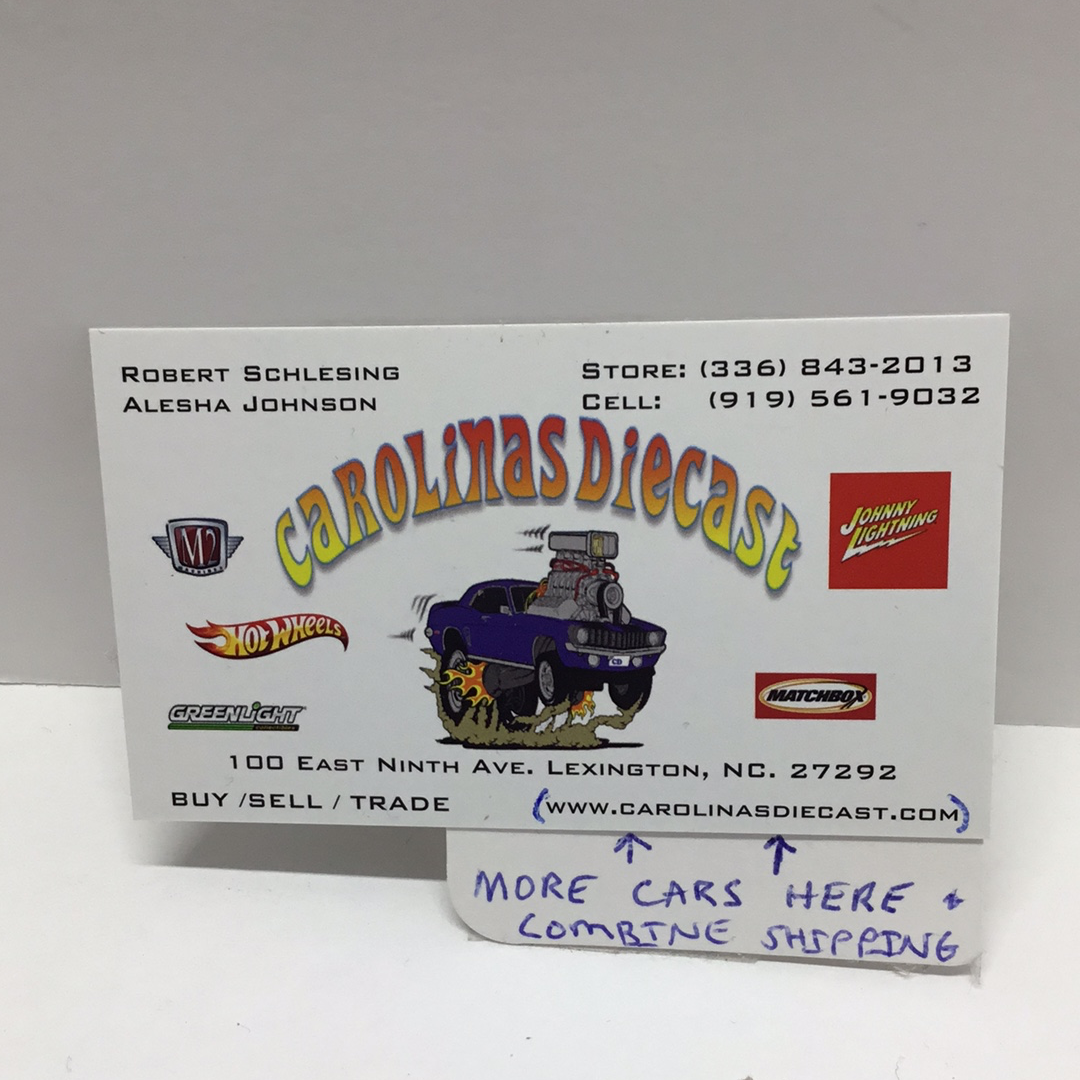 ROBERT SCHLESING
ALESHA JOHNSON
STORE: (336) 843-2013
CELL: (919) 561-9032
CAROLINAS DIECAST
M2
JOHNNY
LIGHTNING
HOT WHEELS
GREENLIGHT
MATCHBOX
CD
100 EAST NINTH AVE. LEXINGTON, NC. 27292
BUY /SELL / TRADE
(WWW.CAROLINASDIECAST.COM)
MORE CARS HERE +
COMBINE SHIPPING